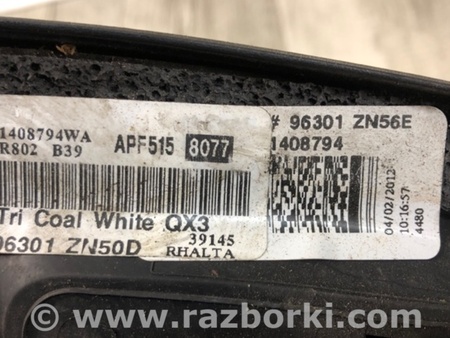 1408794WA
R802 B39
APF515 8077
Tri Coal White QX3
96301 ZN50D
39145
RHALTA
# 96301 ZN56E
1408794
04/02/2012
10:16:57
4480
www.razborki.com